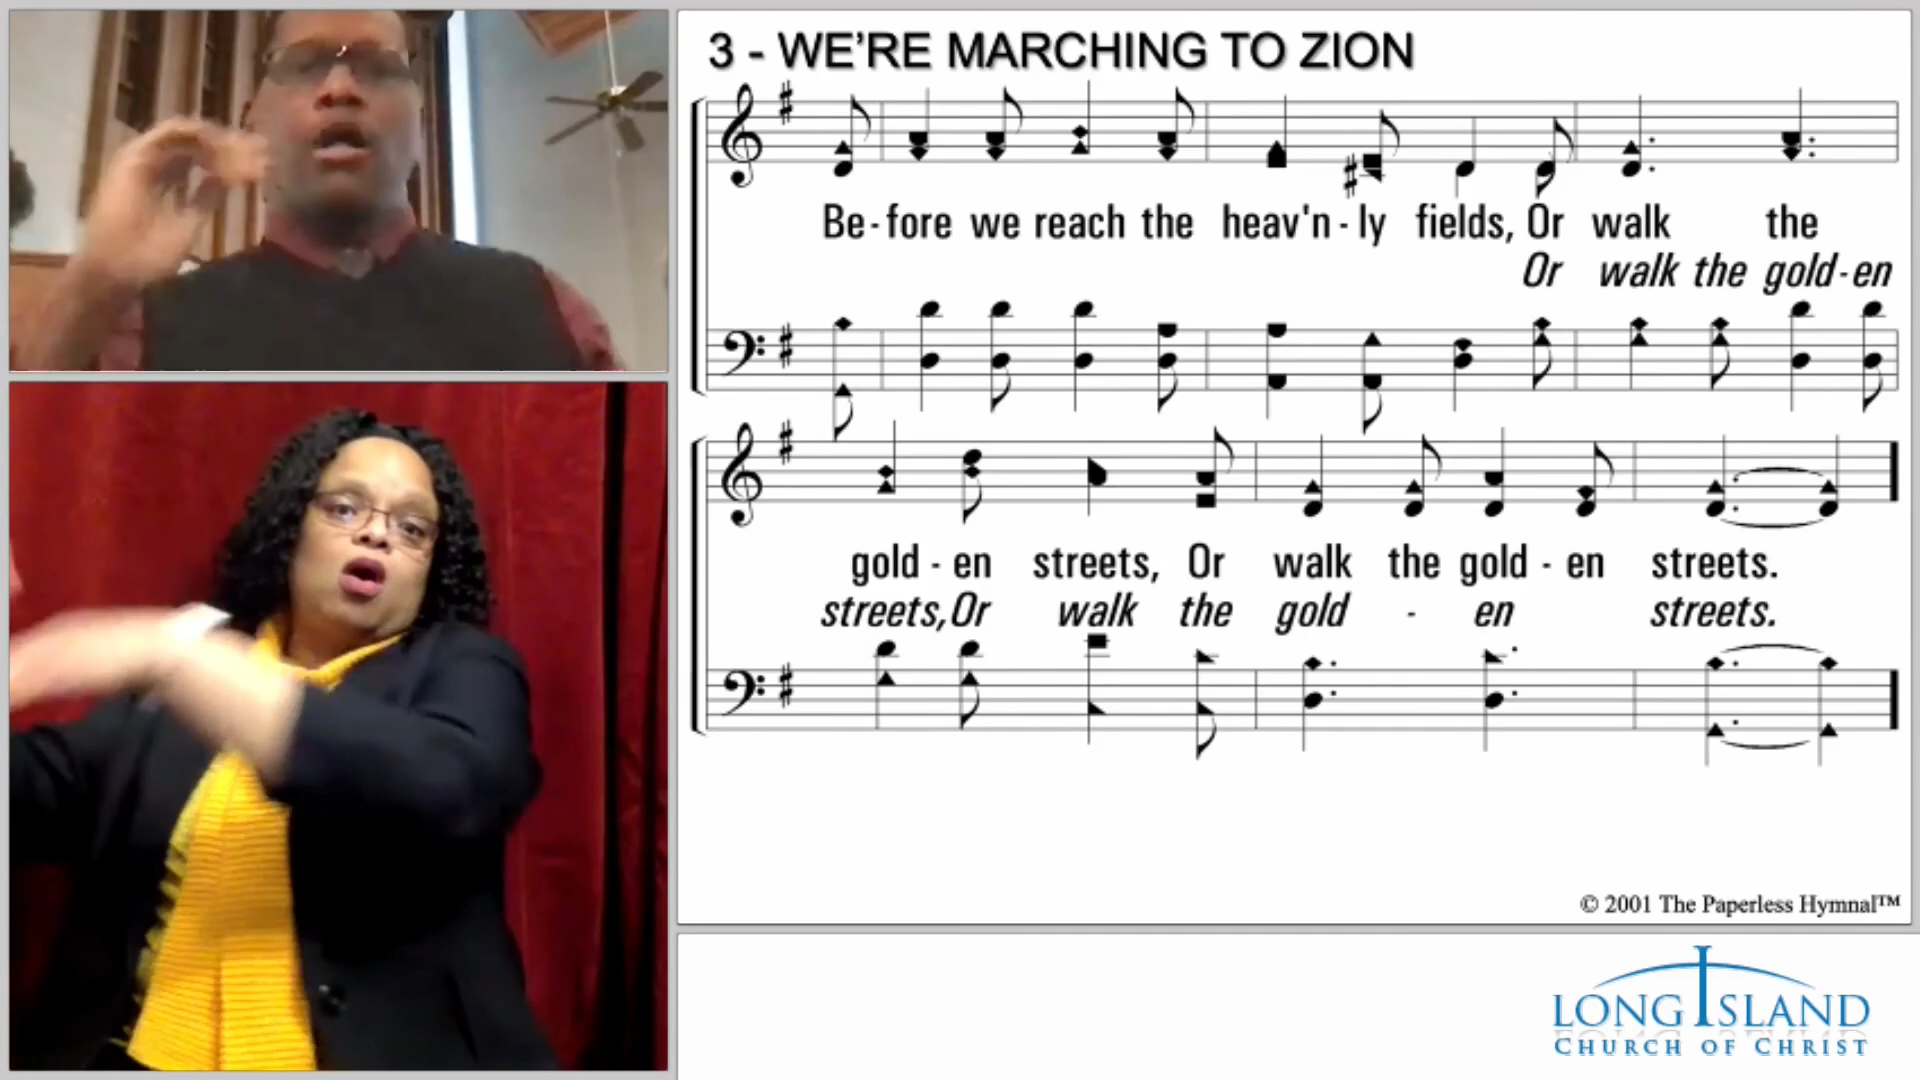 3 - WE'RE MARCHING TO ZION
Be-fore we reach the heav'n-ly fields, Or walk the
Or walk the gold-en
gold - en streets, Or walk the gold - en streets.
streets, Or walk the gold - en streets.
© 2001 The Paperless Hymnal™
LONG ISLAND
CHURCH OF CHRIST